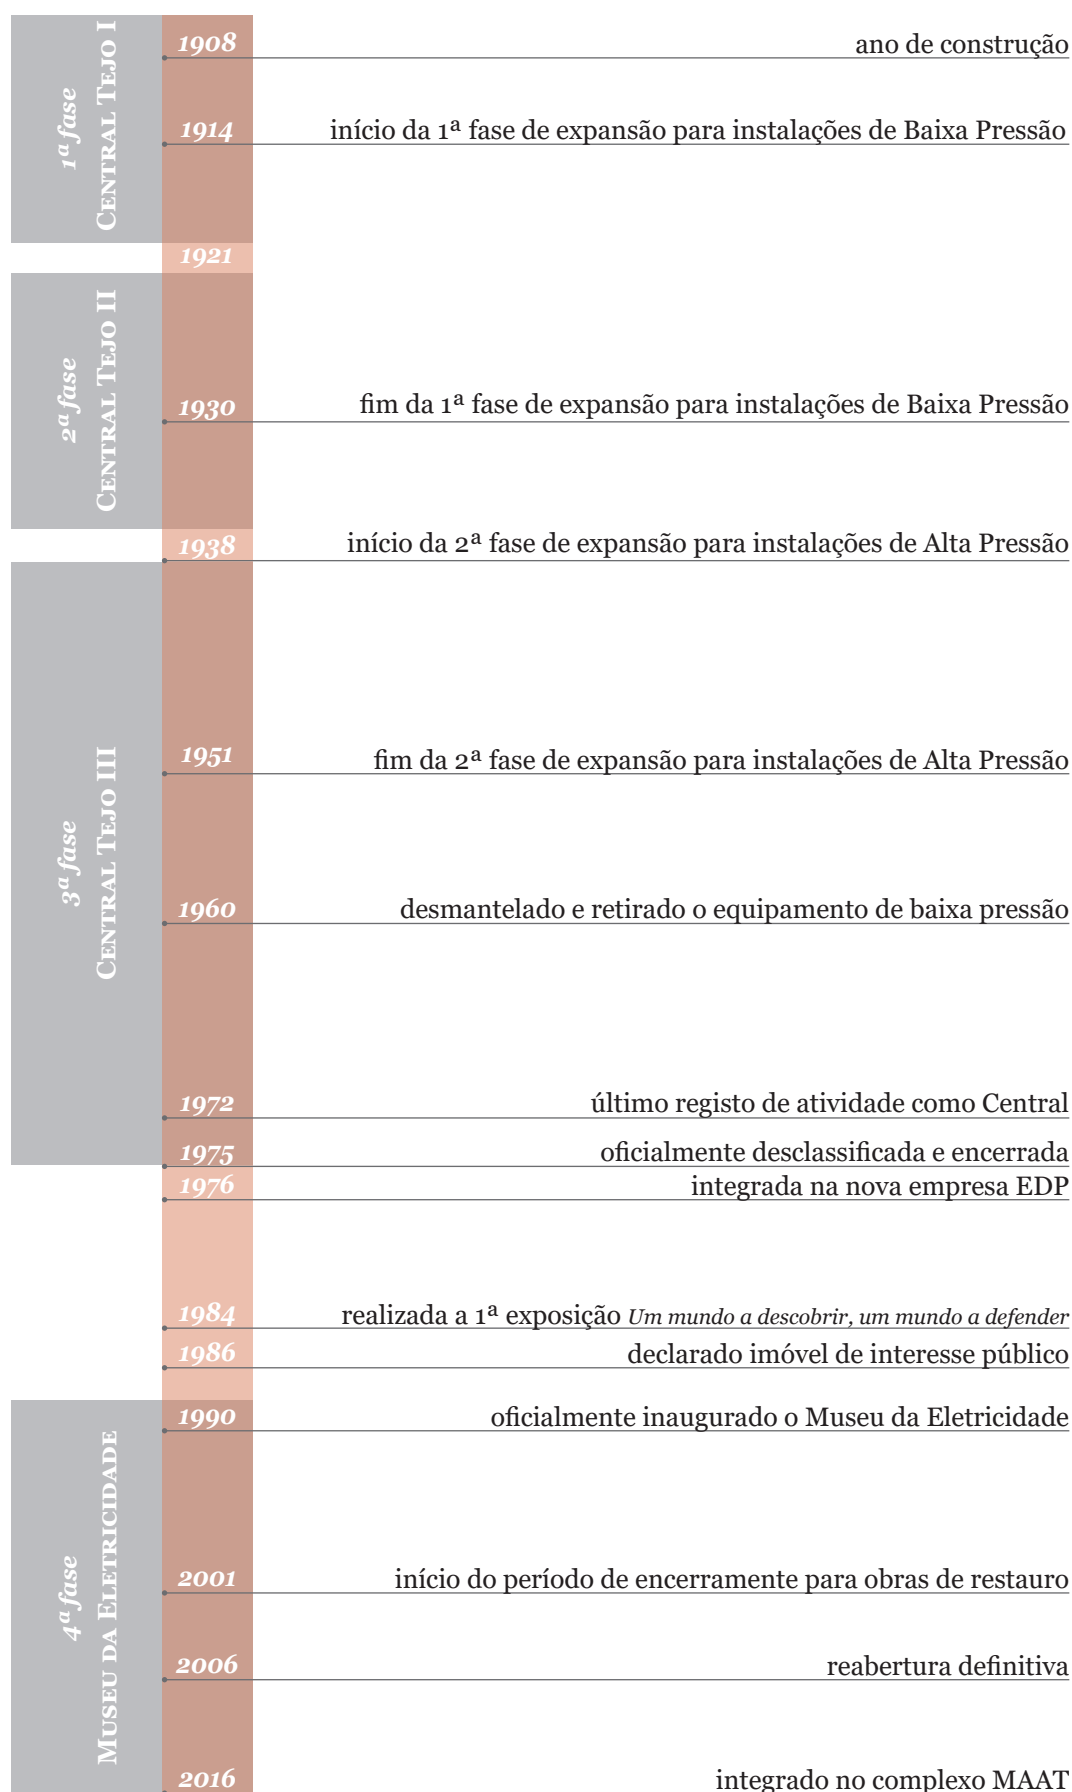 1ª fase
Central Tejo I
1908 ano de construção
1914 início da 1ª fase de expansão para instalações de Baixa Pressão
1921
2ª fase
Central Tejo II
1930 fim da 1ª fase de expansão para instalações de Baixa Pressão
1938 início da 2ª fase de expansão para instalações de Alta Pressão
3ª fase
Central Tejo III
1951 fim da 2ª fase de expansão para instalações de Alta Pressão
1960 desmantelado e retirado o equipamento de baixa pressão
1972 último registo de atividade como Central
1975 oficialmente desclassificada e encerrada
1976 integrada na nova empresa EDP
1984 realizada a 1ª exposição Um mundo a descobrir, um mundo a defender
1986 declarado imóvel de interesse público
4ª fase
Museu da Eletricidade
1990 oficialmente inaugurado o Museu da Eletricidade
2001 início do período de encerramente para obras de restauro
2006 reabertura definitiva
2016 integrado no complexo MAAT